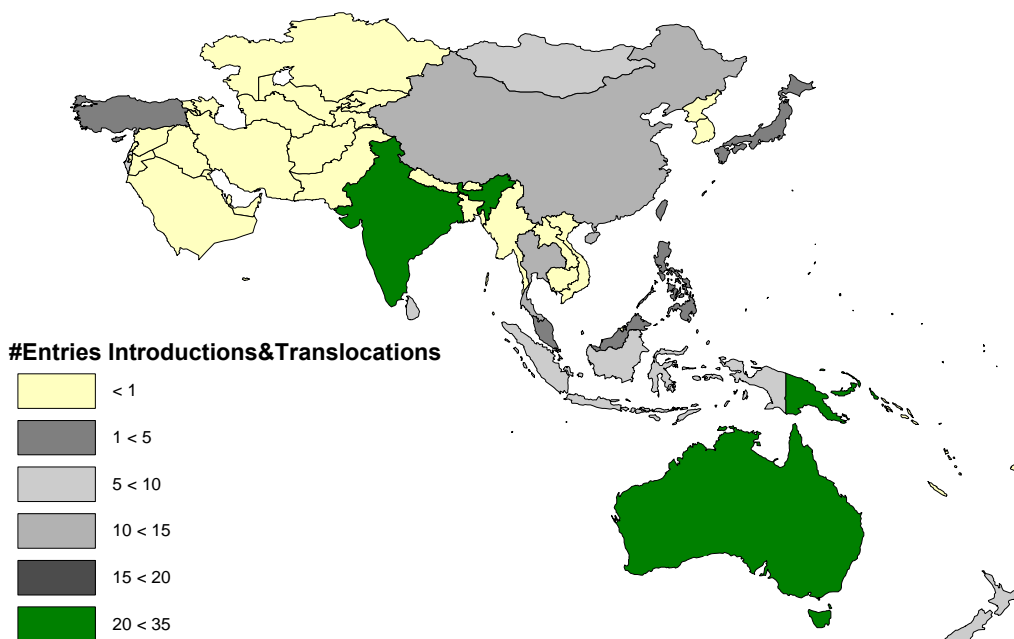 #Entries Introductions&Translocations
< 1
1 < 5
5 < 10
10 < 15
15 < 20
20 < 35